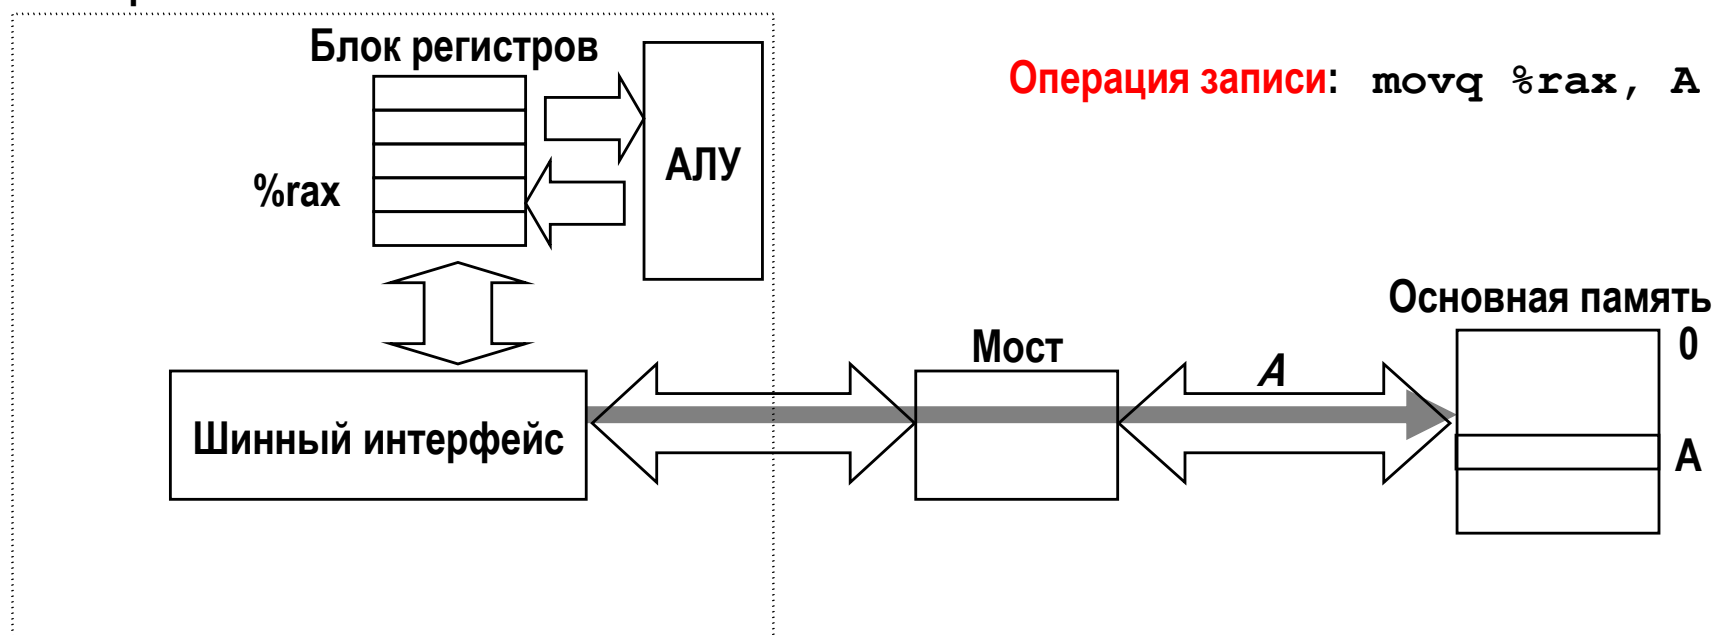 Блок регистров
АЛУ
%rax
Операция записи: movq %rax, A
Основная память
0
Мост
A
Шинный интерфейс
A